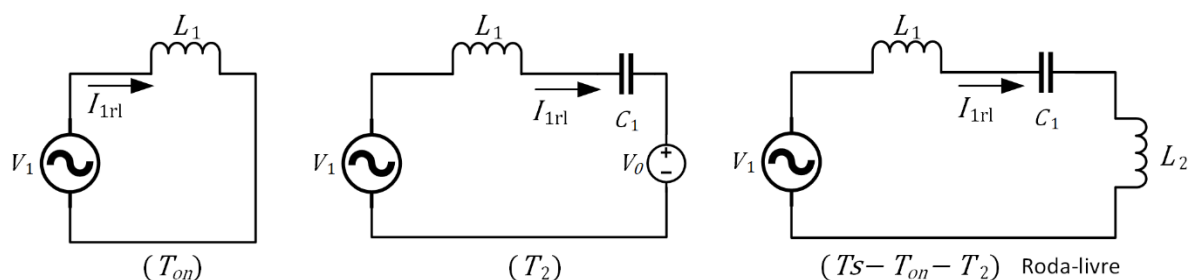 L₁
I₁rl
V₁
(Tₒₙ)
L₁
I₁rl
C₁
V₁
V₀
+
−
(T₂)
L₁
I₁rl
C₁
V₁
L₂
(Ts − Tₒₙ − T₂) Roda-livre